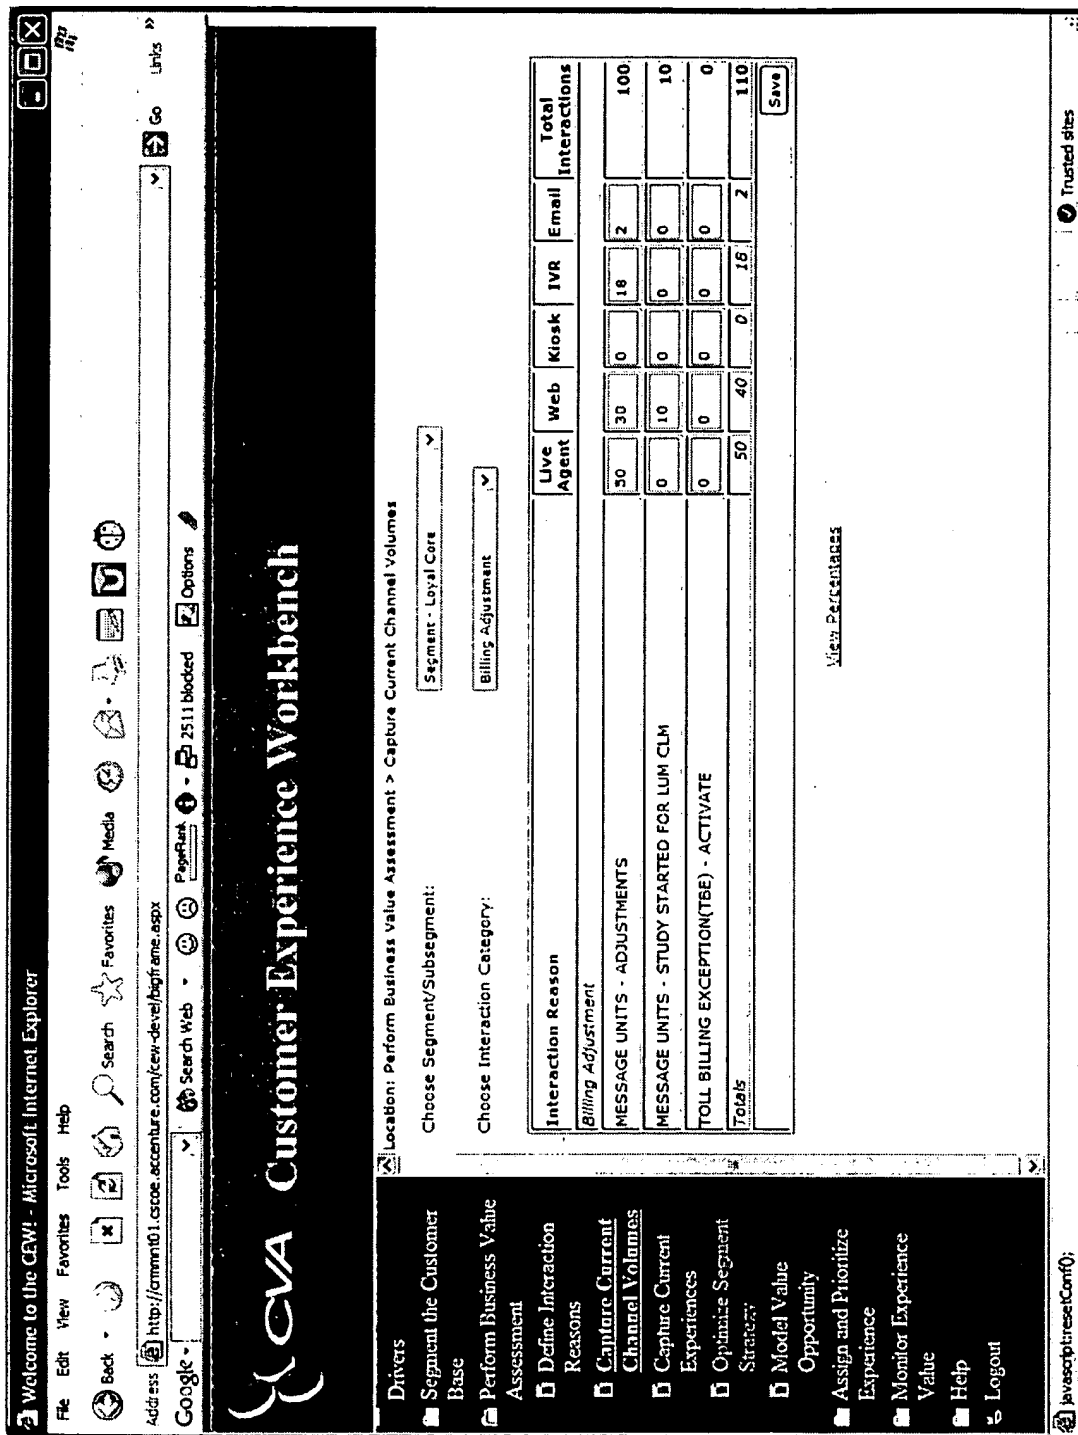 Welcome to the CEW! - Microsoft Internet Explorer
File Edit View Favorites Tools Help
Back Search Favorites Media
Address http://crmmnt01.cscoe.accenture.com/cew-devel/bigframe.aspx Go Links »
Google Search Web PageRank 2511 blocked Options
CVA Customer Experience Workbench
Drivers
Segment the Customer
Base
Perform Business Value
Assessment
Define Interaction
Reasons
Capture Current
Channel Volumes
Capture Current
Experiences
Optimize Segment
Strategy
Model Value
Opportunity
Assign and Prioritize
Experience
Monitor Experience
Value
Help
Logout
Location: Perform Business Value Assessment > Capture Current Channel Volumes
Choose Segment/Subsegment: Segment - Loyal Core
Choose Interaction Category: Billing Adjustment
Interaction Reason Live Agent Web Kiosk IVR Email Total Interactions
Billing Adjustment
MESSAGE UNITS - ADJUSTMENTS 50 30 0 18 2 100
MESSAGE UNITS - STUDY STARTED FOR LUM CLM 0 10 0 0 0 10
TOLL BILLING EXCEPTION(TBE) - ACTIVATE 0 0 0 0 0 0
Totals 50 40 0 18 2 110
Save
View Percentages
javascript:resetConf(); Trusted sites